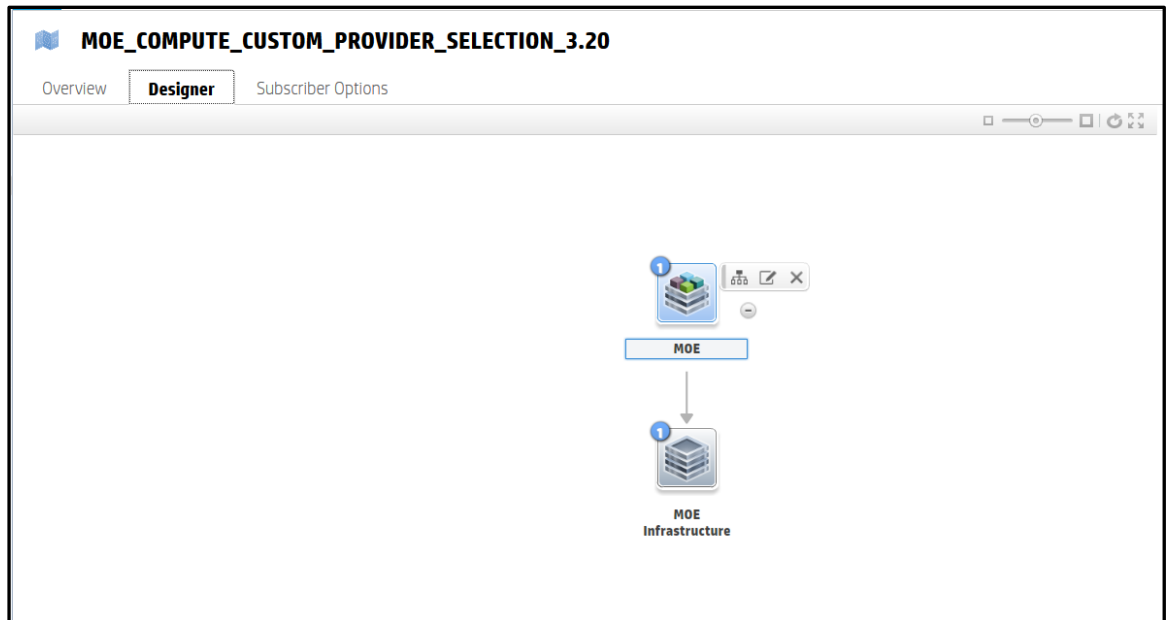 MOE_COMPUTE_CUSTOM_PROVIDER_SELECTION_3.20
Overview
Designer
Subscriber Options
1
MOE
1
MOE
Infrastructure